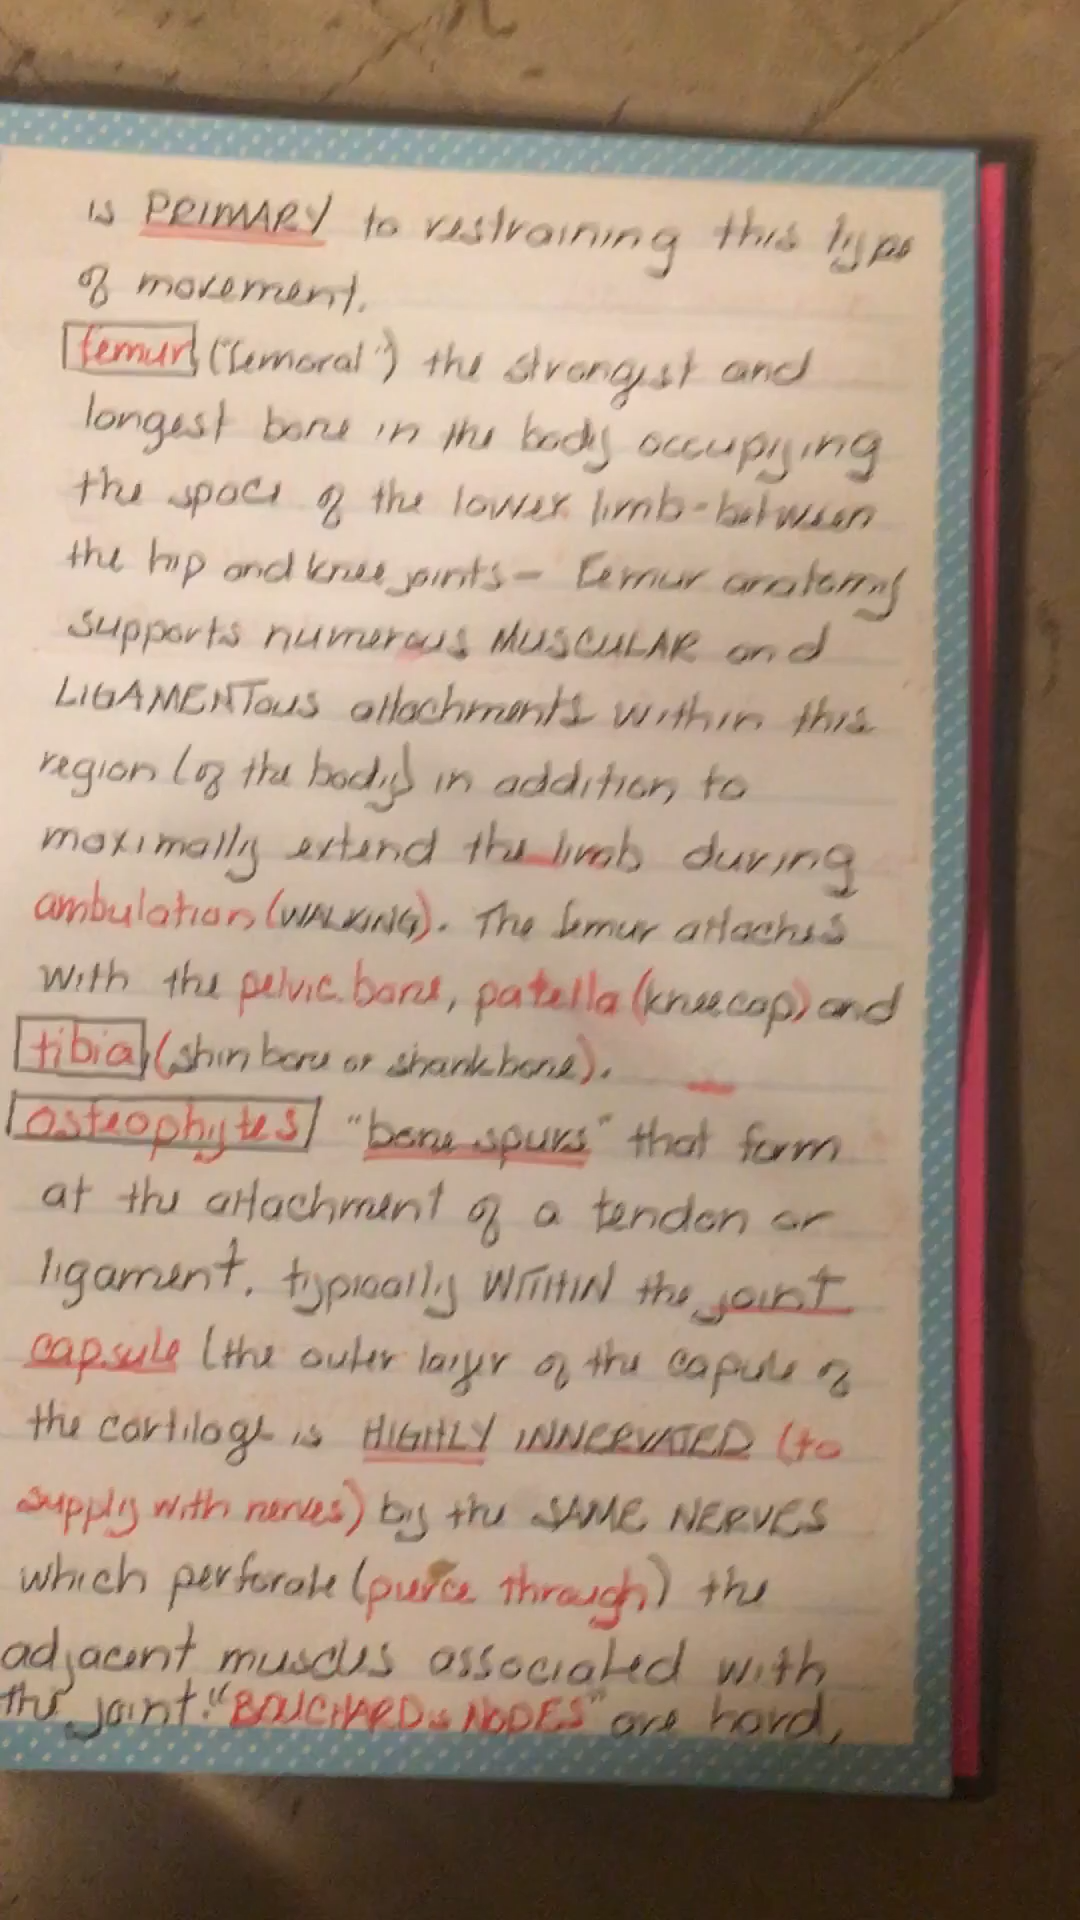 is PRIMARY to restraining this type
of movement.
femur ("femoral") the strongest and
longest bone in the body occupying
the space of the lower limb-between
the hip and knee joints- Femur anatomy
supports numerous MUSCULAR and
LIGAMENTous attachments within this
region (of the body) in addition to
maximally extend the limb during
ambulation (WALKING). The femur attaches
with the pelvic bone, patella (kneecap) and
tibia (shin bone or shank bone).
osteophytes "bone spurs" that form
at the attachment of a tendon or
ligament, typically WITHIN the joint
capsule (the outer layer of the capule of
the cartilage is HIGHLY INNERVATED (to
supply with nerves) by the SAME NERVES
which perforate (pierce through) the
adjacent muscles associated with
the joint. "BOUCHARDs NODES" are hard,